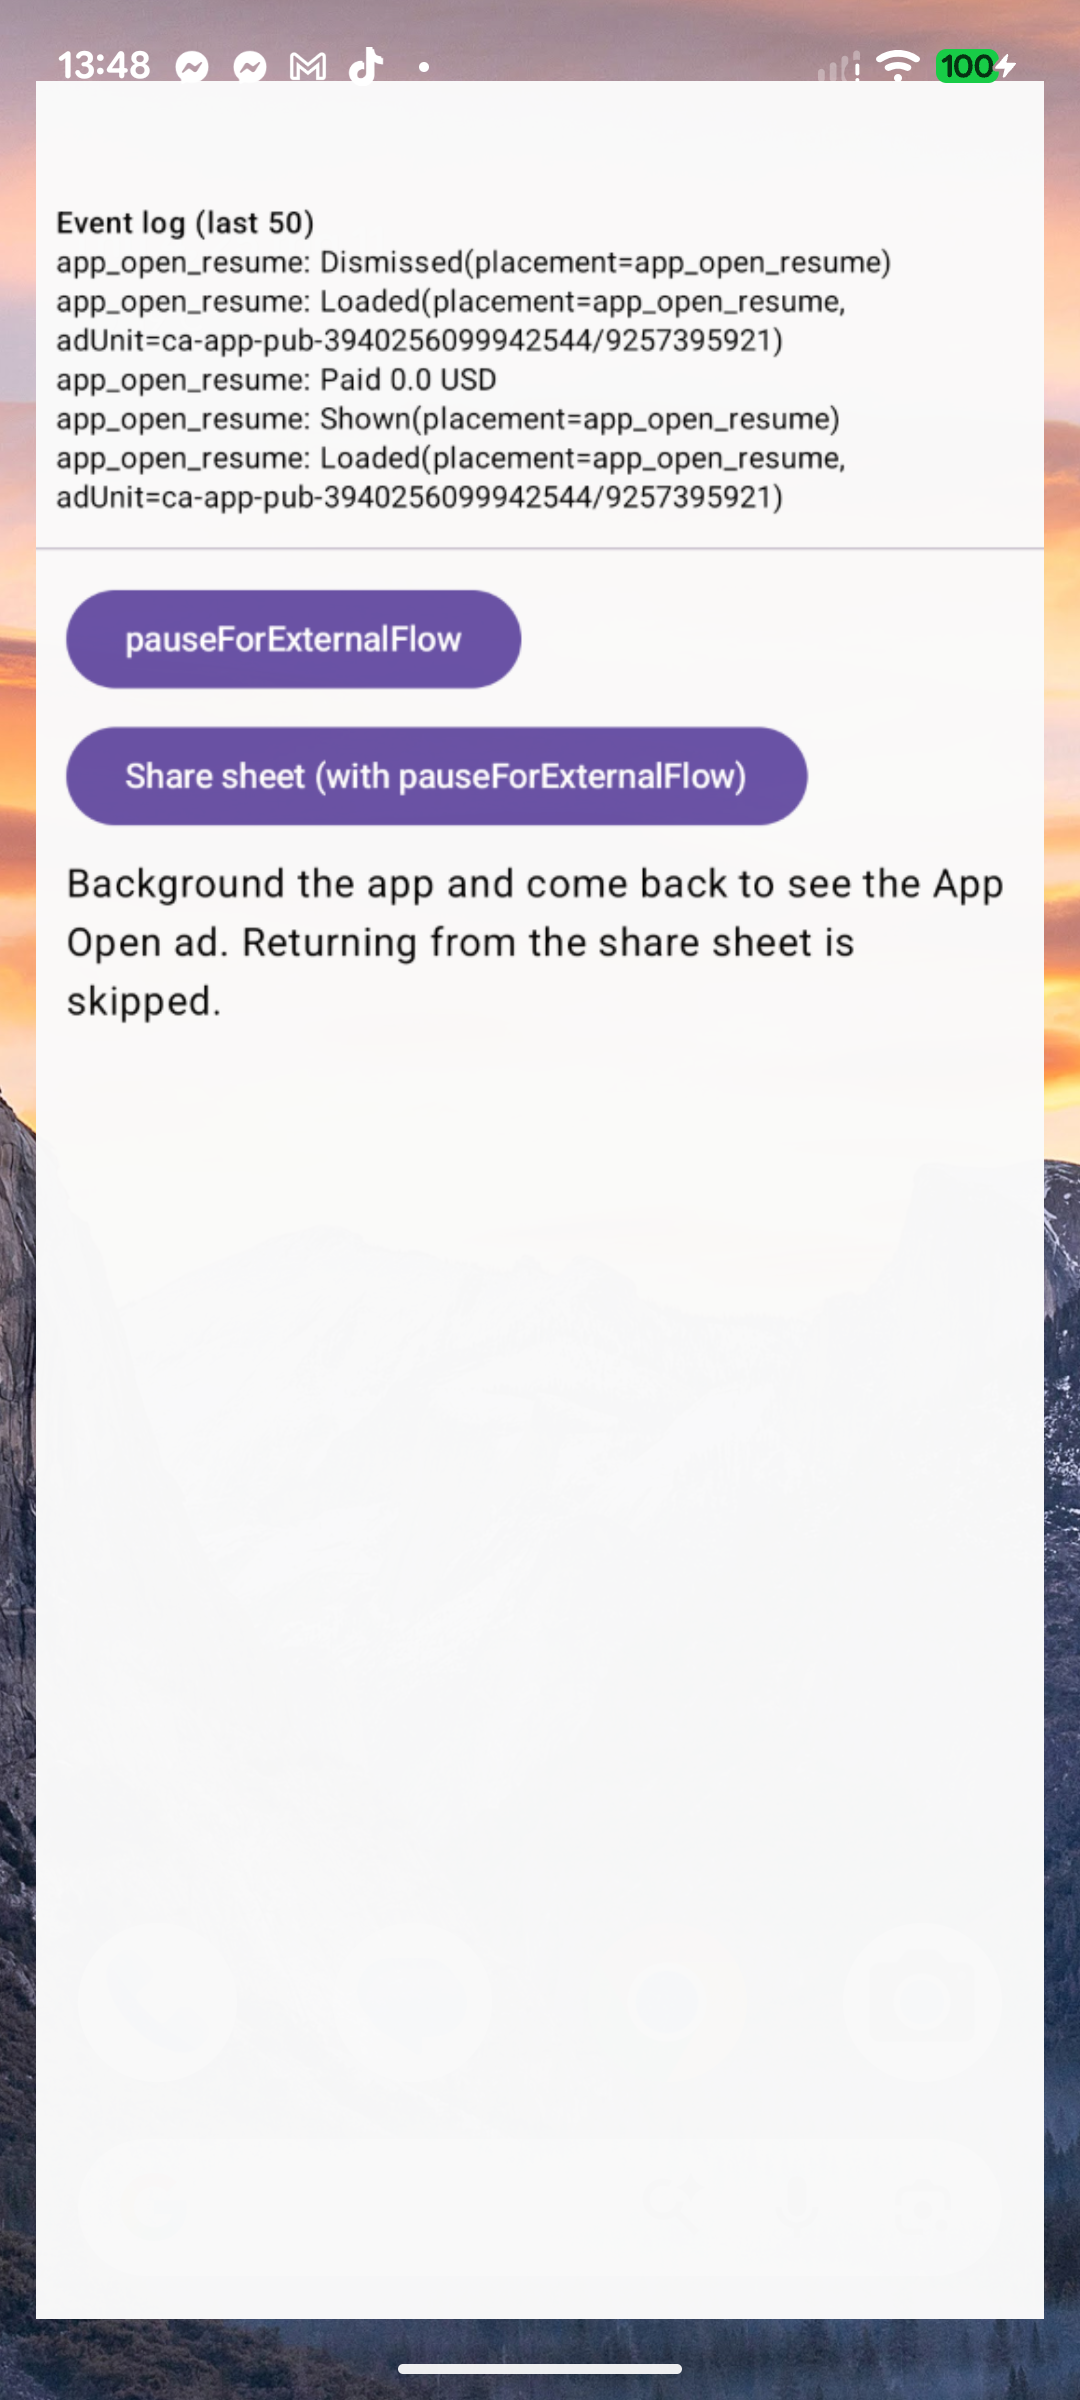 13:48
100
Event log (last 50)
app_open_resume: Dismissed(placement=app_open_resume)
app_open_resume: Loaded(placement=app_open_resume,
adUnit=ca-app-pub-3940256099942544/9257395921)
app_open_resume: Paid 0.0 USD
app_open_resume: Shown(placement=app_open_resume)
app_open_resume: Loaded(placement=app_open_resume,
adUnit=ca-app-pub-3940256099942544/9257395921)
pauseForExternalFlow
Share sheet (with pauseForExternalFlow)
Background the app and come back to see the App
Open ad. Returning from the share sheet is
skipped.